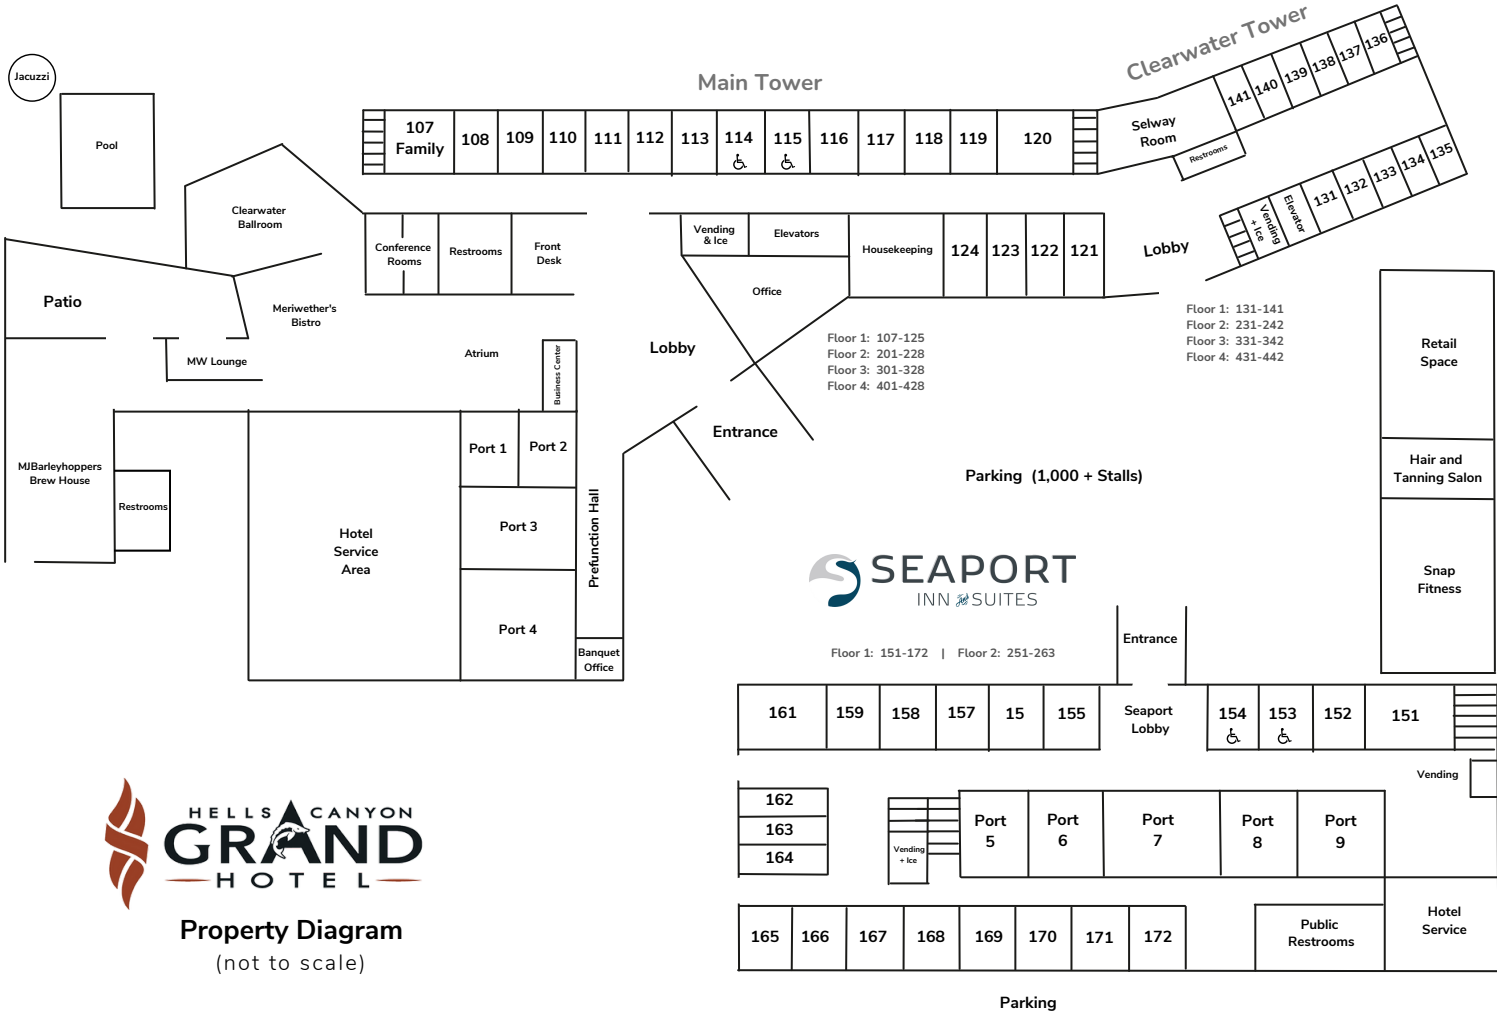 Jacuzzi
Pool
Main Tower
Clearwater Tower
107
Family
108
109
110
111
112
113
114
115
116
117
118
119
120
Selway
Room
Restrooms
141
140
139
138
137
136
Clearwater
Ballroom
Conference
Rooms
Restrooms
Front
Desk
Vending
& Ice
Elevators
Housekeeping
124
123
122
121
Lobby
Vending
+ Ice
Elevator
131
132
133
134
135
Patio
Meriwether's
Bistro
Office
MW Lounge
Atrium
Business Center
Lobby
Floor 1: 107-125
Floor 2: 201-228
Floor 3: 301-328
Floor 4: 401-428
Floor 1: 131-141
Floor 2: 231-242
Floor 3: 331-342
Floor 4: 431-442
Retail
Space
Entrance
MJBarleyhoppers
Brew House
Restrooms
Hotel
Service
Area
Port 1
Port 2
Port 3
Port 4
Prefunction Hall
Banquet
Office
Parking (1,000 + Stalls)
Hair and
Tanning Salon
Snap
Fitness
SEAPORT
INN And SUITES
Floor 1: 151-172 | Floor 2: 251-263
Entrance
161
159
158
157
15
155
Seaport
Lobby
154
153
152
151
Vending
162
163
164
Vending
+ Ice
Port
5
Port
6
Port
7
Port
8
Port
9
165
166
167
168
169
170
171
172
Public
Restrooms
Hotel
Service
Parking
HELLS CANYON
GRAND
HOTEL
Property Diagram
(not to scale)